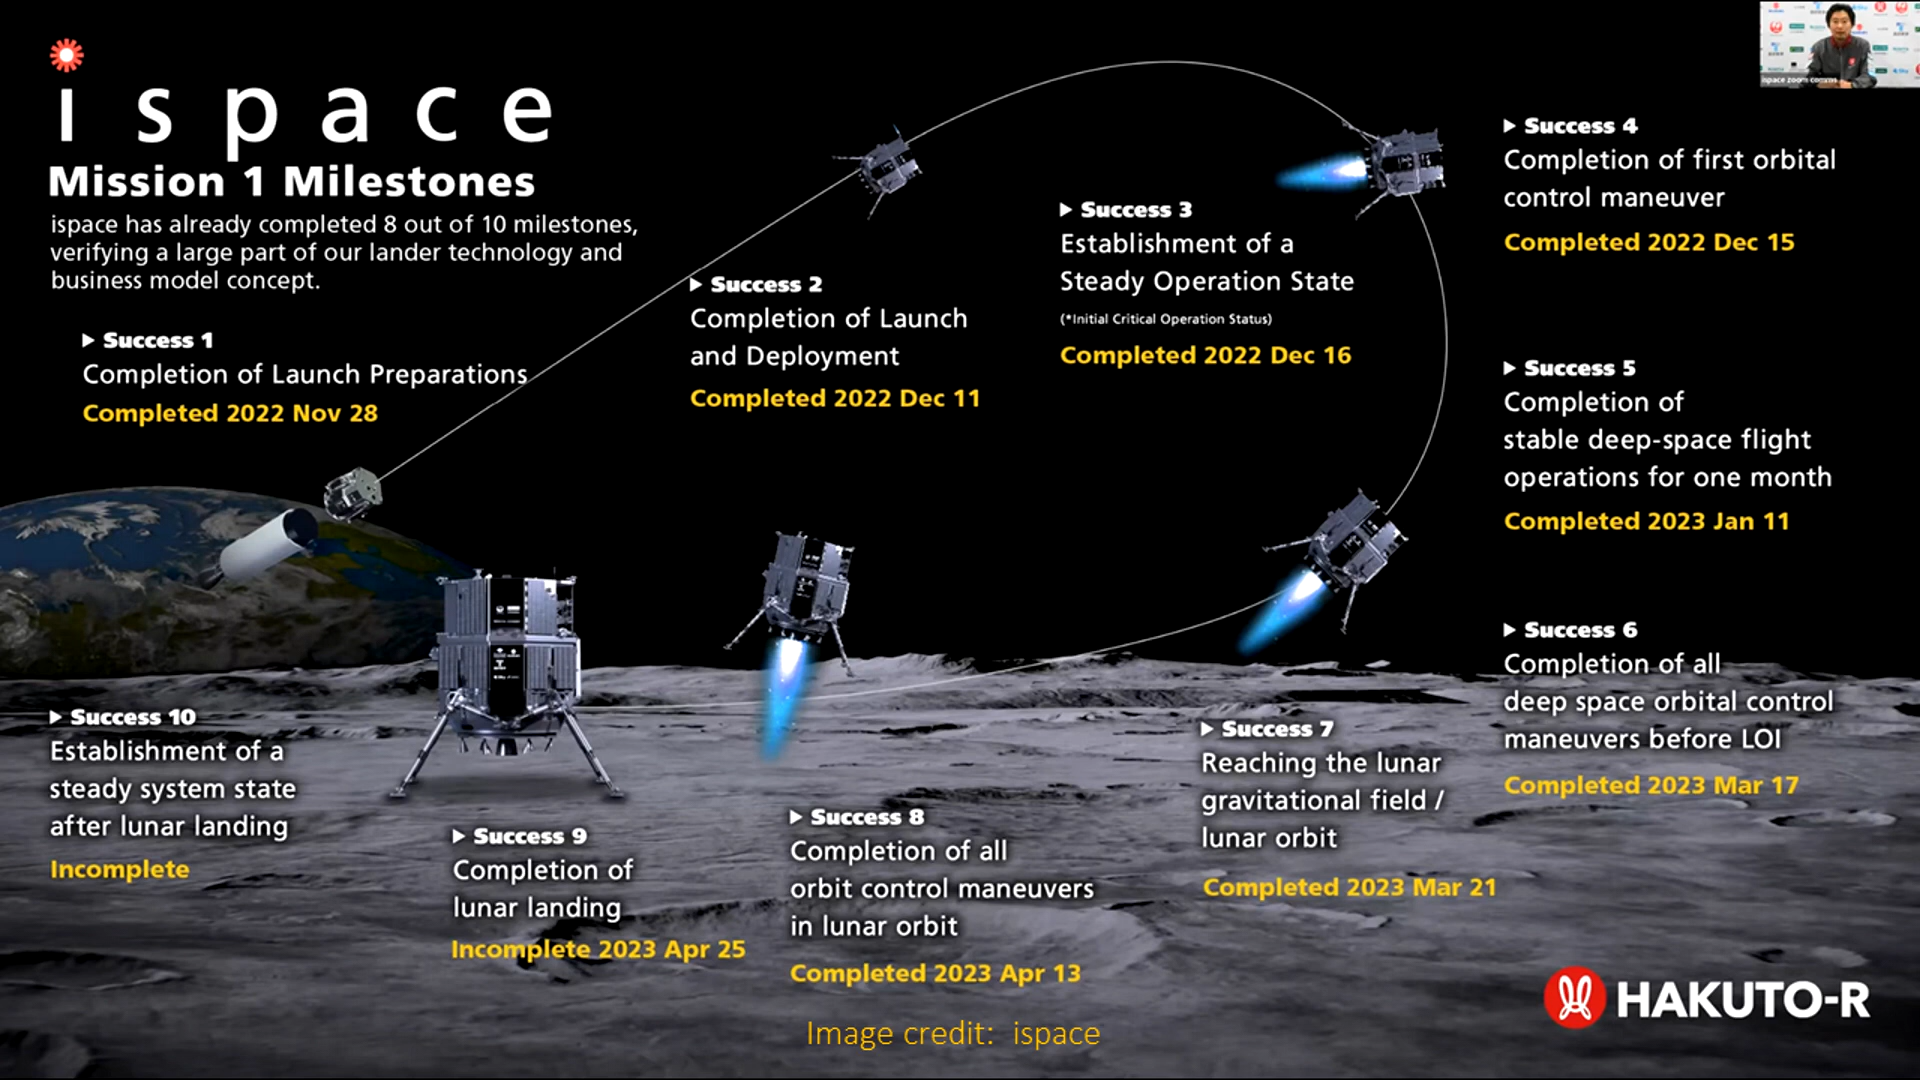 ispace
Mission 1 Milestones
ispace has already completed 8 out of 10 milestones,
verifying a large part of our lander technology and
business model concept.
▶ Success 1
Completion of Launch Preparations
Completed 2022 Nov 28
▶ Success 2
Completion of Launch
and Deployment
Completed 2022 Dec 11
▶ Success 3
Establishment of a
Steady Operation State
(*Initial Critical Operation Status)
Completed 2022 Dec 16
▶ Success 4
Completion of first orbital
control maneuver
Completed 2022 Dec 15
▶ Success 5
Completion of
stable deep-space flight
operations for one month
Completed 2023 Jan 11
▶ Success 6
Completion of all
deep space orbital control
maneuvers before LOI
Completed 2023 Mar 17
▶ Success 7
Reaching the lunar
gravitational field /
lunar orbit
Completed 2023 Mar 21
▶ Success 8
Completion of all
orbit control maneuvers
in lunar orbit
Completed 2023 Apr 13
▶ Success 9
Completion of
lunar landing
Incomplete 2023 Apr 25
▶ Success 10
Establishment of a
steady system state
after lunar landing
Incomplete
HAKUTO-R
Image credit: ispace
ispace zoom comms